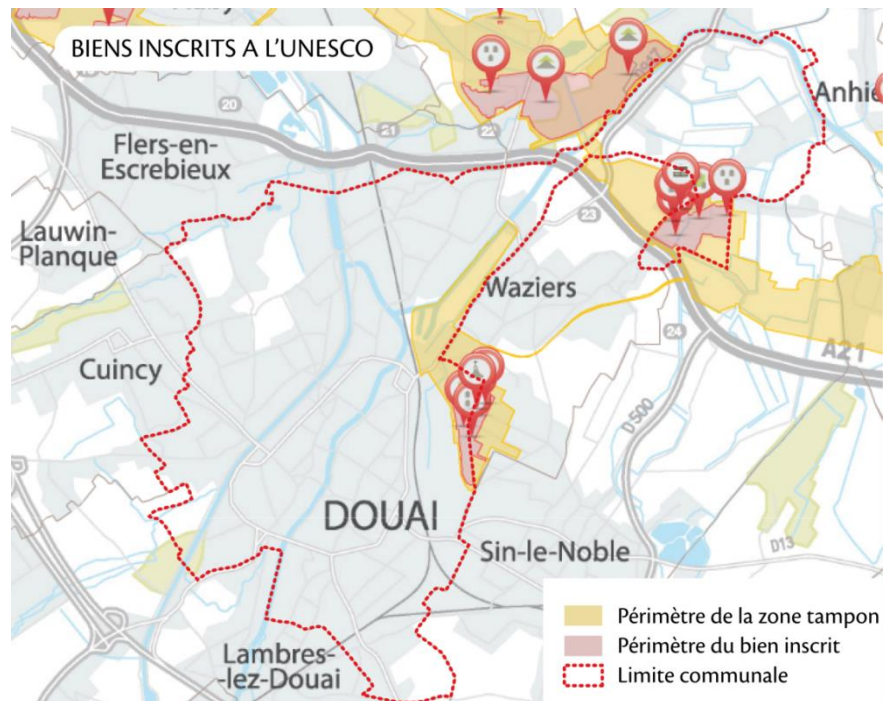 BIENS INSCRITS A L'UNESCO
20
21
22
Anhie
Flers-en-
Escrebieux
23
Lauwin-
Planque
Waziers
24
A21
Cuincy
D500
DOUAI
Sin-le-Noble
D13
Périmètre de la zone tampon
Périmètre du bien inscrit
Limite communale
Lambres-
-lez-Douai